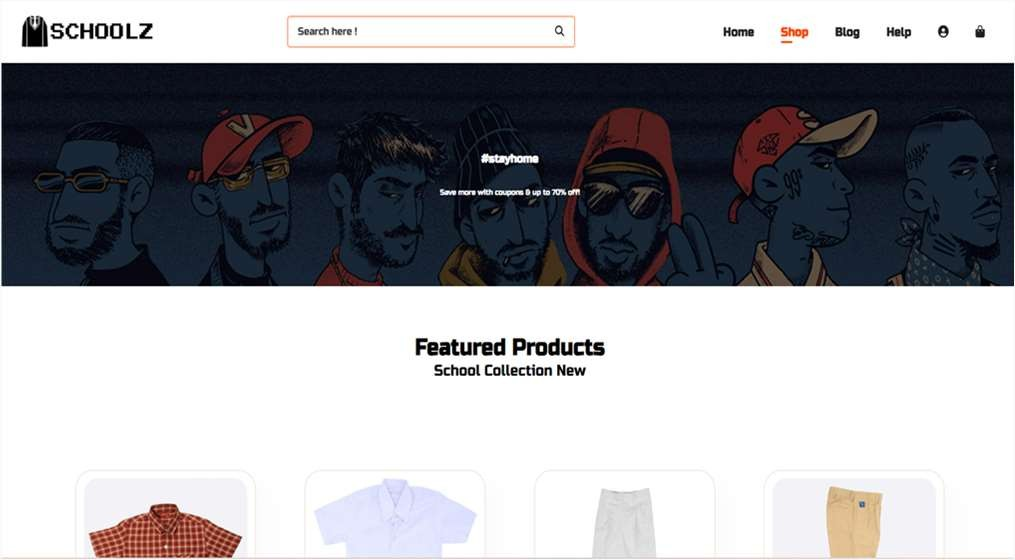 SCHOOLZ
Search here !
Home
Shop
Blog
Help
#stayhome
Save more with coupons & up to 70% off!
Featured Products
School Collection New